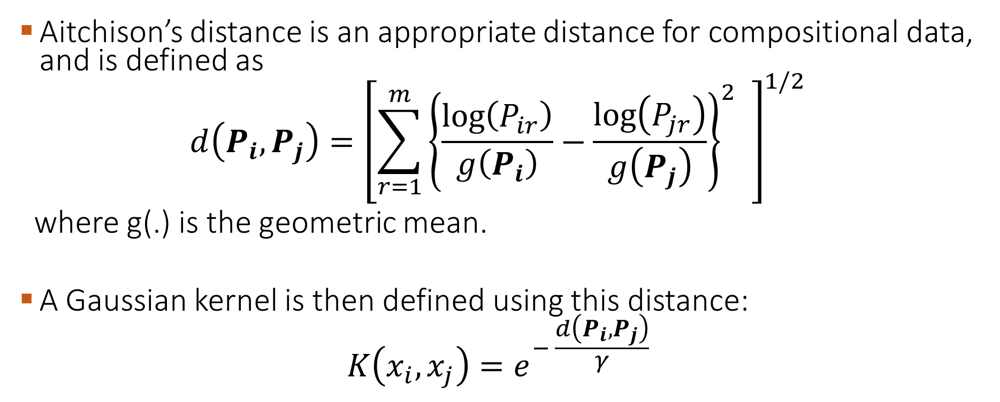 ▪ Aitchison’s distance is an appropriate distance for compositional data,
and is defined as
$d(\boldsymbol{P_i}, \boldsymbol{P_j}) = \left[ \sum_{r=1}^{m} \left\{ \frac{\log(P_{ir})}{g(\boldsymbol{P_i})} - \frac{\log(P_{jr})}{g(\boldsymbol{P_j})} \right\}^2 \right]^{1/2}$
where g(.) is the geometric mean.
▪ A Gaussian kernel is then defined using this distance:
$K(x_i, x_j) = e^{-\frac{d(\boldsymbol{P_i}, \boldsymbol{P_j})}{\gamma}}$